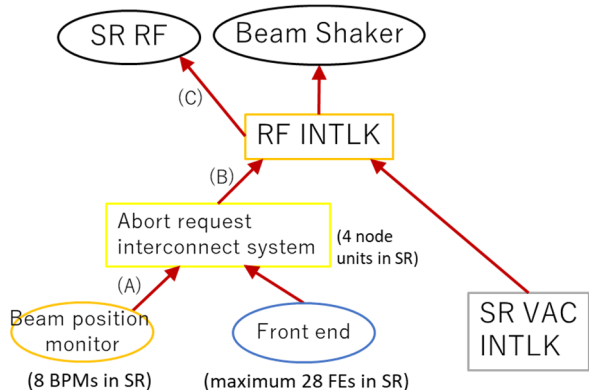 SR RF
Beam Shaker
(C)
RF INTLK
(B)
Abort request
interconnect system
(4 node
units in SR)
(A)
Beam position
monitor
Front end
SR VAC
INTLK
(8 BPMs in SR)
(maximum 28 FEs in SR)